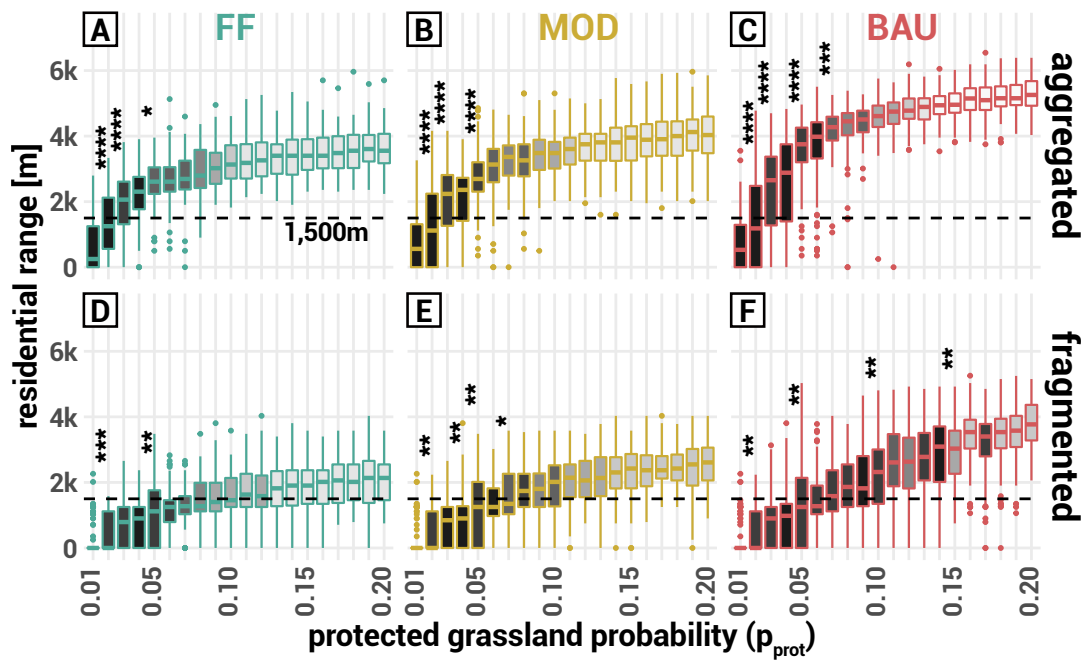 A FF B MOD C BAU
aggregated
6k
4k
2k
0
**** **** *
**** **** ****
**** **** **** ***
1,500m
residential range [m]
D E F
fragmented
6k
4k
2k
0
*** **
** ** ** *
** ** ** **
0.01 0.05 0.10 0.15 0.20 0.01 0.05 0.10 0.15 0.20 0.01 0.05 0.10 0.15 0.20
protected grassland probability (pprot)